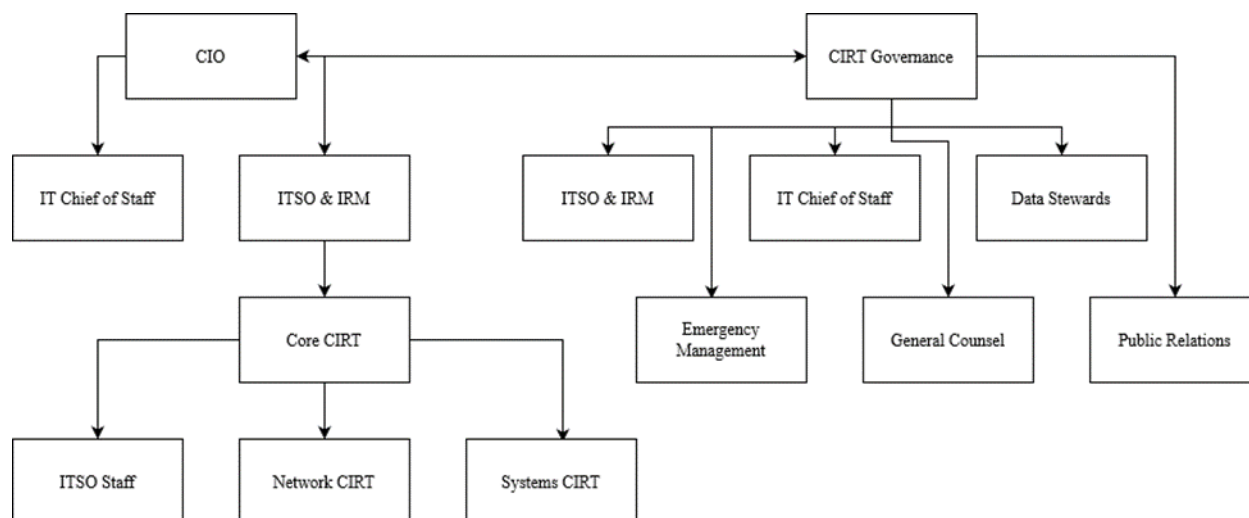 CIO
CIRT Governance
IT Chief of Staff
ITSO & IRM
ITSO & IRM
IT Chief of Staff
Data Stewards
Core CIRT
Emergency
Management
General Counsel
Public Relations
ITSO Staff
Network CIRT
Systems CIRT